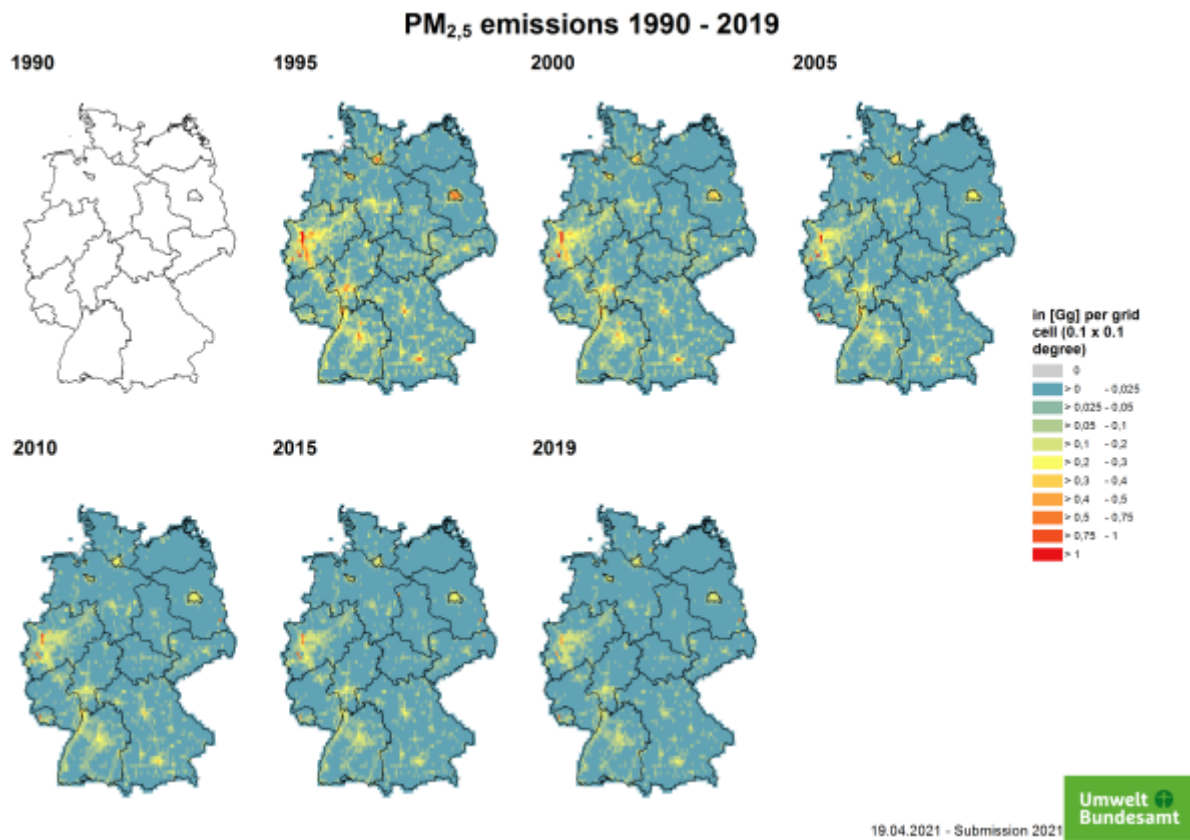 PM2,5 emissions 1990 - 2019
1990
1995
2000
2005
in [Gg] per grid
cell (0.1 x 0.1
degree)
0
> 0 - 0,025
> 0,025 - 0,05
> 0,05 - 0,1
> 0,1 - 0,2
> 0,2 - 0,3
> 0,3 - 0,4
> 0,4 - 0,5
> 0,5 - 0,75
> 0,75 - 1
> 1
2010
2015
2019
Umwelt
Bundesamt
19.04.2021 - Submission 2021